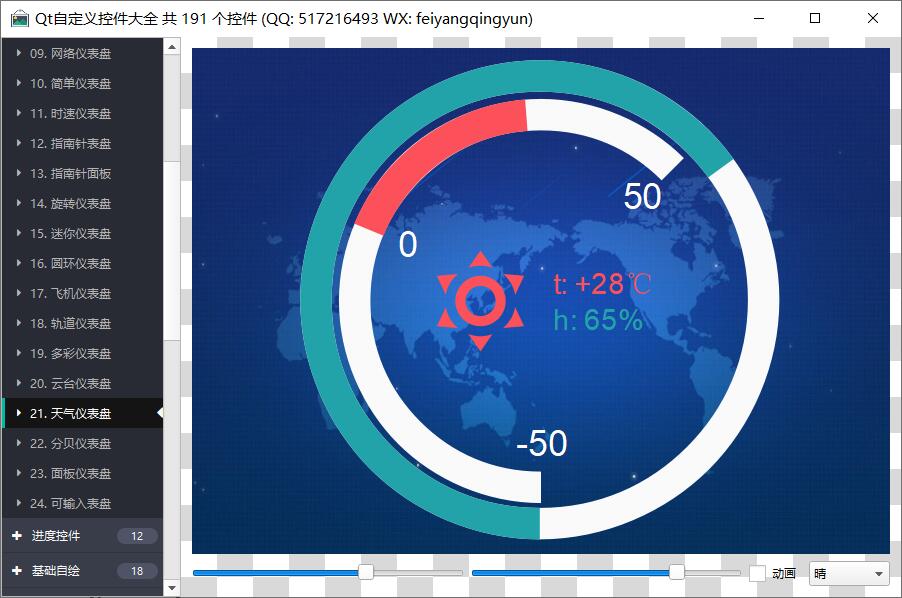 Qt自定义控件大全 共 191 个控件 (QQ: 517216493 WX: feiyangqingyun)
09. 网络仪表盘
10. 简单仪表盘
11. 时速仪表盘
12. 指南针表盘
13. 指南针面板
14. 旋转仪表盘
15. 迷你仪表盘
16. 圆环仪表盘
17. 飞机仪表盘
18. 轨道仪表盘
19. 多彩仪表盘
20. 云台仪表盘
21. 天气仪表盘
22. 分贝仪表盘
23. 面板仪表盘
24. 可输入表盘
进度控件 12
基础自绘 18
50
0
t: +28℃
h: 65%
-50
动画
晴